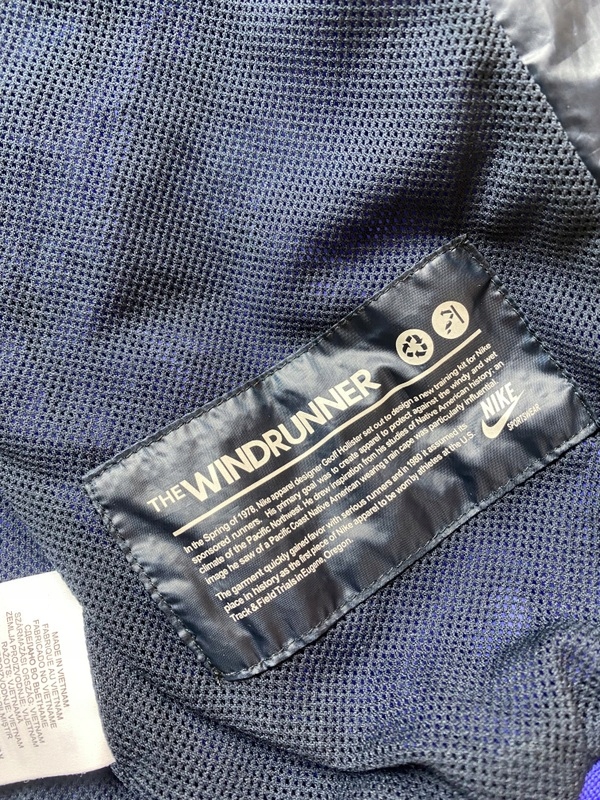 THE WINDRUNNER
In the Spring of 1978, Nike apparel designer Geoff Hollister set out to design a new training kit for Nike
sponsored runners. His primary goal was to create apparel to protect against the windy and wet
climate of the Pacific Northwest. He drew inspiration from his studies of Native American history; an
image he saw of a Pacific Coast Native American wearing a rain cape was particularly influential.
The garment quickly gained favor with serious runners and in 1980 it assumed its
place in history as the first piece of Nike apparel to be worn by athletes at the U.S.
Track & Field Trials in Eugene, Oregon.
NIKE
SPORTSWEAR
MADE IN VIETNAM
FABRIQUE AU VIETNAM
FABRICADO NO VIETNAME